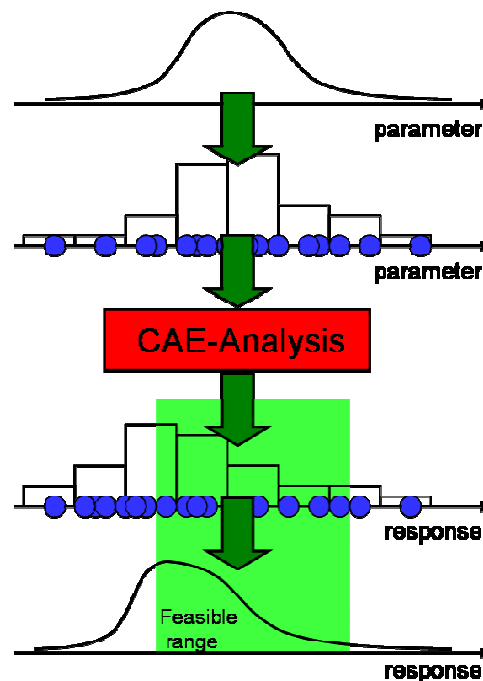 parameter
parameter
CAE-Analysis
response
Feasible
range
response